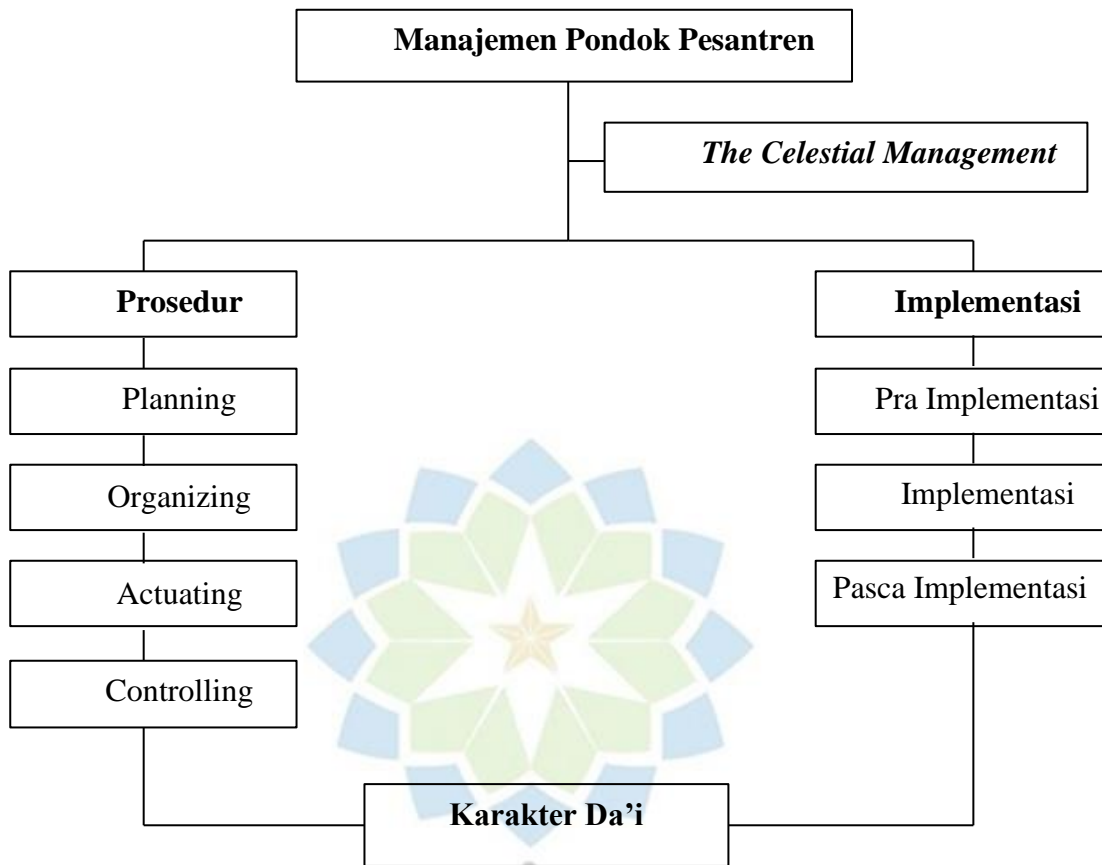 Manajemen Pondok Pesantren
The Celestial Management
Prosedur
Planning
Organizing
Actuating
Controlling
Implementasi
Pra Implementasi
Implementasi
Pasca Implementasi
Karakter Da’i